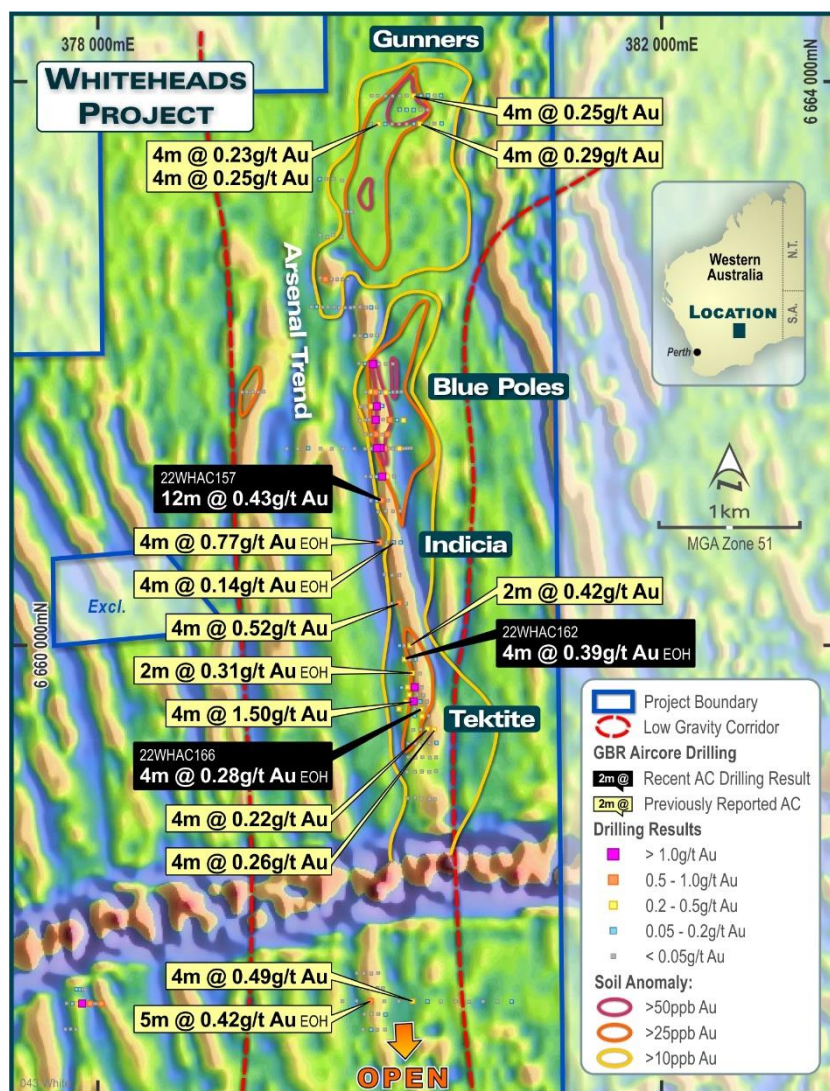 Gunners
378 000mE
382 000mE
WHITEHEADS
PROJECT
6 664 000mN
4m @ 0.25g/t Au
4m @ 0.23g/t Au
4m @ 0.25g/t Au
4m @ 0.29g/t Au
Arsenal Trend
Western
Australia
N.T.
S.A.
LOCATION
Perth
Blue Poles
22WHAC157
12m @ 0.43g/t Au
1km
MGA Zone 51
4m @ 0.77g/t Au EOH
Indicia
4m @ 0.14g/t Au EOH
2m @ 0.42g/t Au
Excl.
4m @ 0.52g/t Au
22WHAC162
4m @ 0.39g/t Au EOH
6 660 000mN
2m @ 0.31g/t Au
4m @ 1.50g/t Au
Tektite
22WHAC166
4m @ 0.28g/t Au EOH
4m @ 0.22g/t Au
4m @ 0.26g/t Au
Project Boundary
Low Gravity Corridor
GBR Aircore Drilling
2m @ Recent AC Drilling Result
2m @ Previously Reported AC
Drilling Results
> 1.0g/t Au
0.5 - 1.0g/t Au
0.2 - 0.5g/t Au
0.05 - 0.2g/t Au
< 0.05g/t Au
Soil Anomaly:
>50ppb Au
>25ppb Au
>10ppb Au
4m @ 0.49g/t Au
5m @ 0.42g/t Au EOH
OPEN